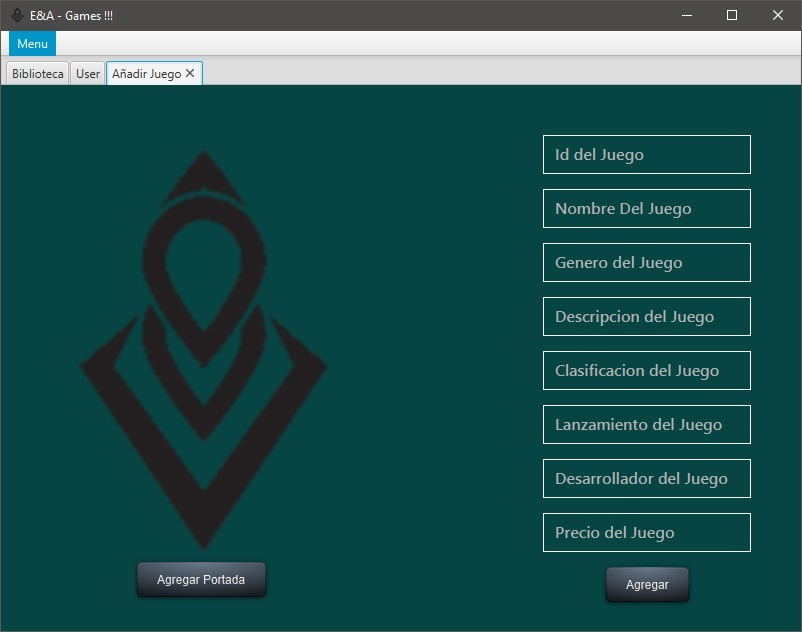 E&A - Games !!!
Menu
Biblioteca User Añadir Juego
Id del Juego
Nombre Del Juego
Genero del Juego
Descripcion del Juego
Clasificacion del Juego
Lanzamiento del Juego
Desarrollador del Juego
Precio del Juego
Agregar Portada
Agregar